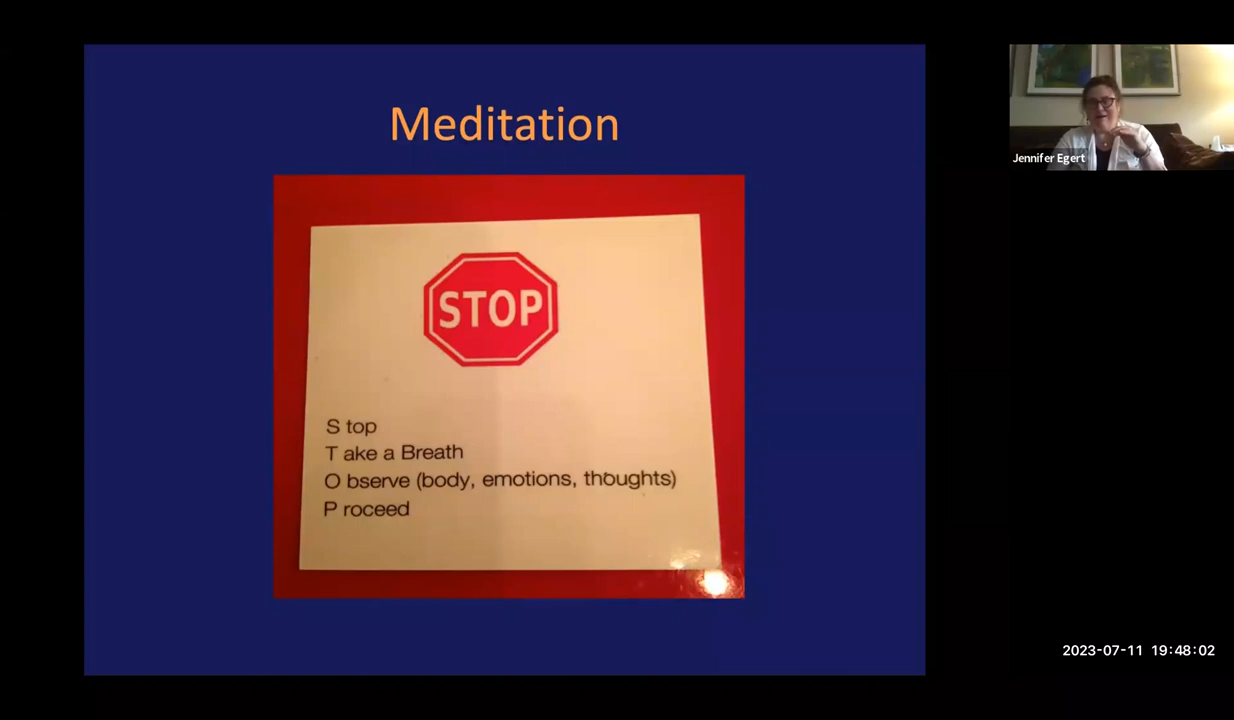 Meditation
STOP
S top
T ake a Breath
O bserve (body, emotions, thoughts)
P roceed
Jennifer Egert
2023-07-11 19:48:02